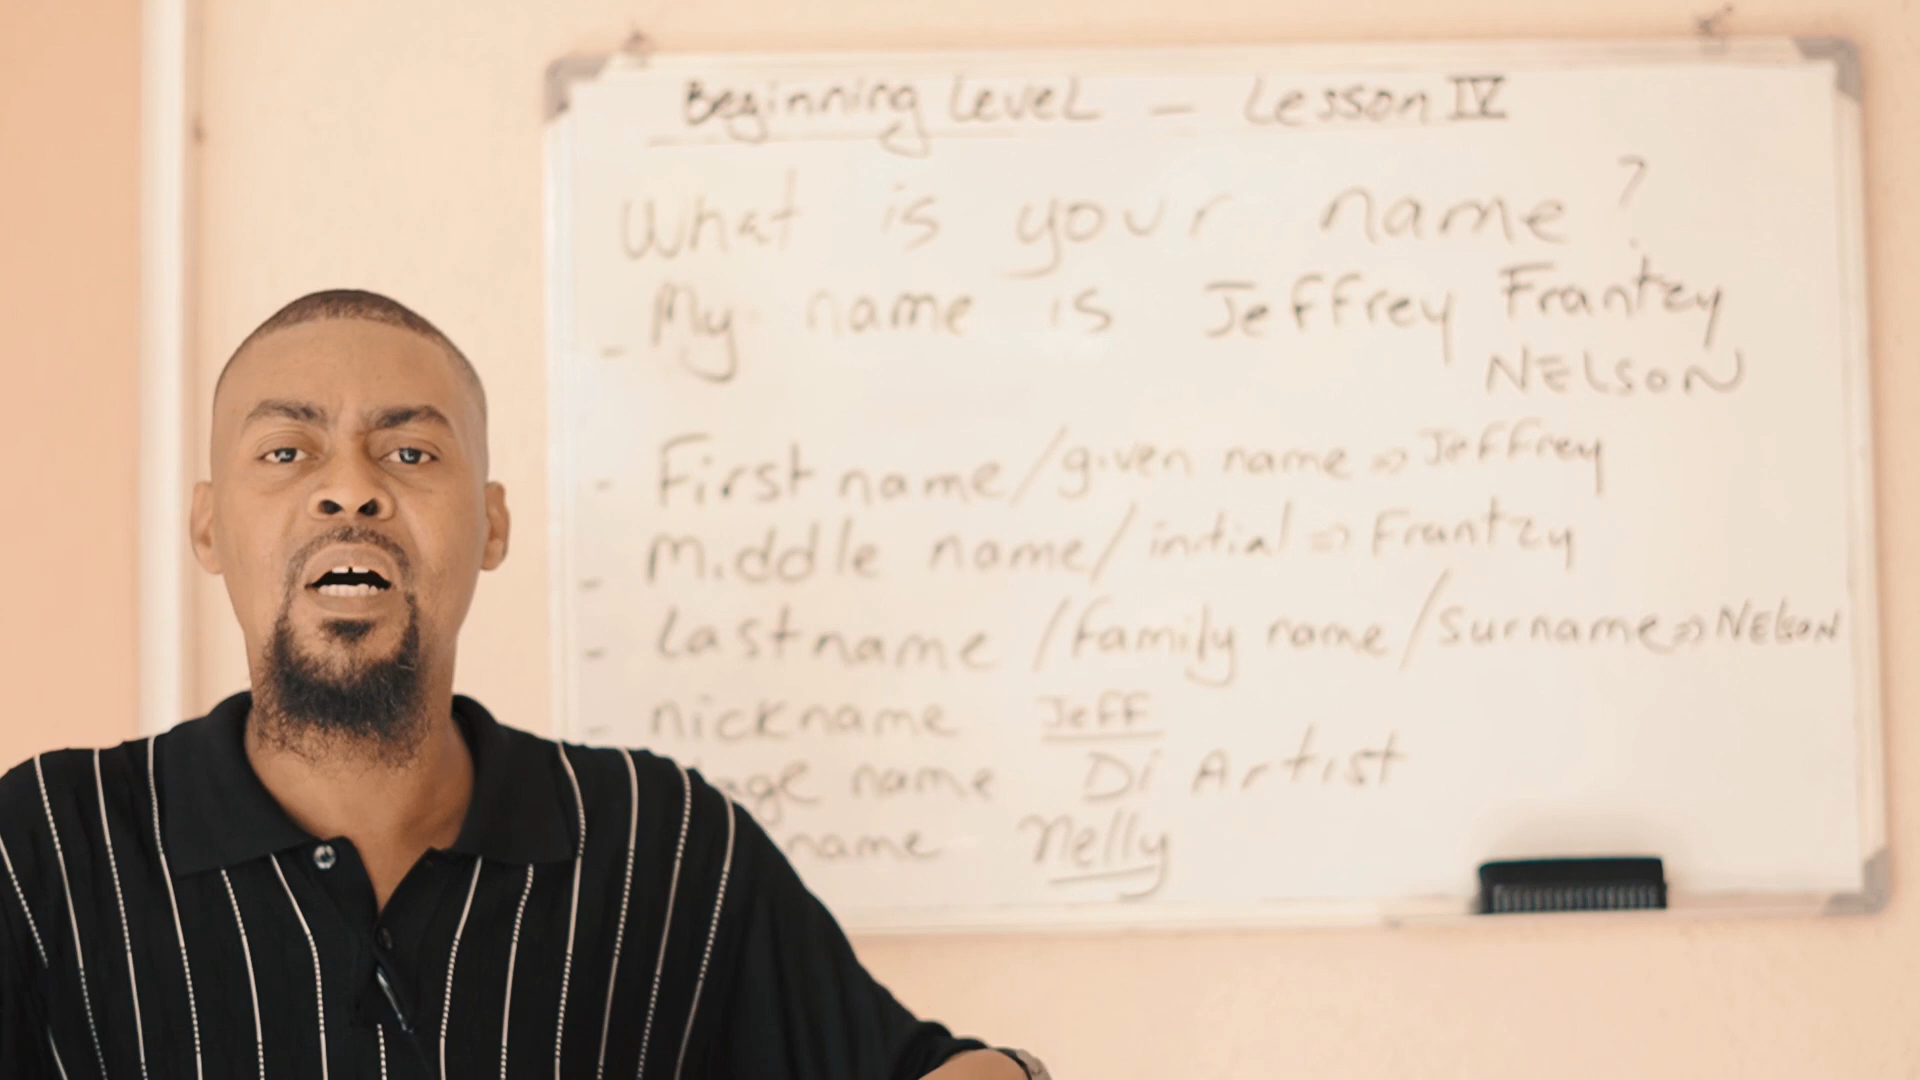 Beginning Level - Lesson IV
What is your name?
- My name is Jeffrey Frantzy
NELSON
- First name/given name => Jeffrey
- Middle name/initial => Frantzy
- Last name/family name/Surname => NELSON
- nickname Jeff
name Di Artist
name Nelly